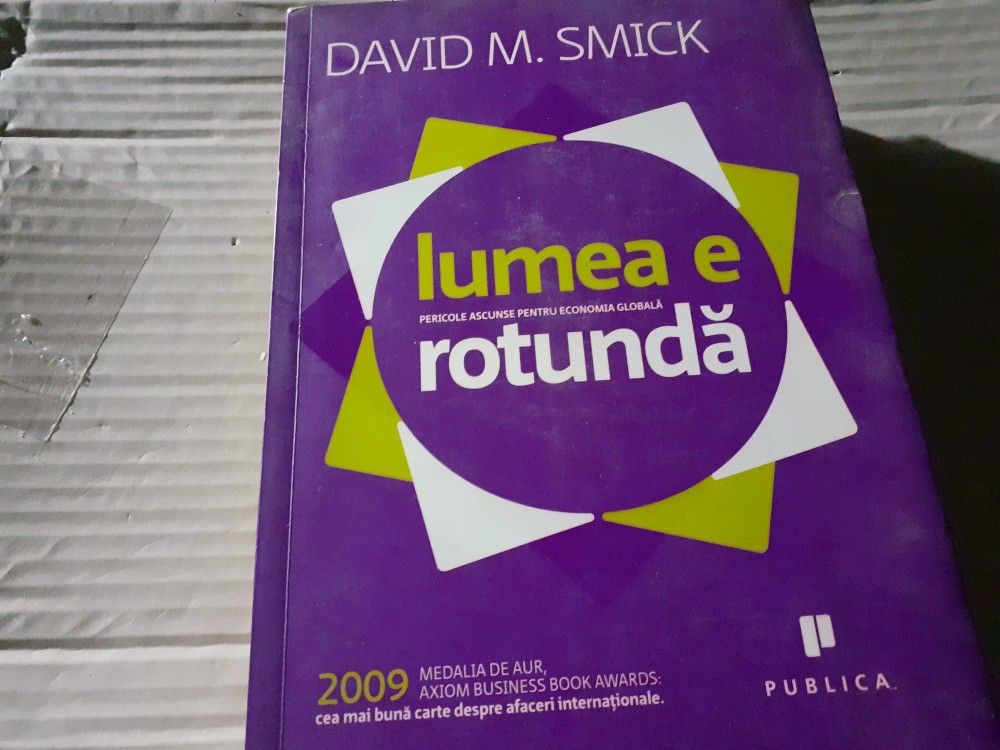 DAVID M. SMICK
lumea e
PERICOLE ASCUNSE PENTRU ECONOMIA GLOBALĂ
rotundă
2009 MEDALIA DE AUR,
AXIOM BUSINESS BOOK AWARDS:
cea mai bună carte despre afaceri internaționale.
PUBLICA™